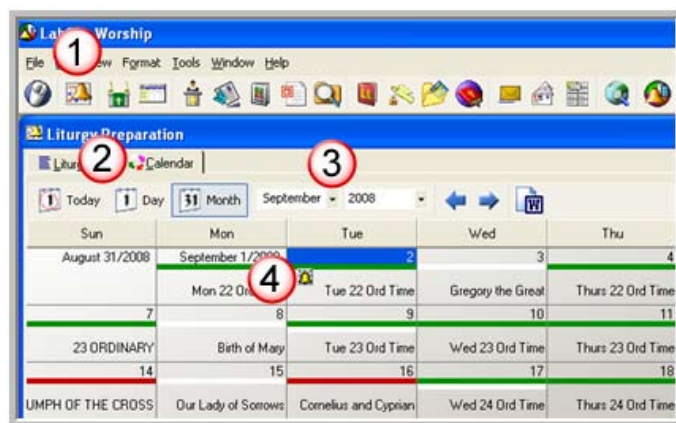 Worship
1
File Format Tools Window Help
Liturgy Preparation
2
3
Calendar
Today Day 31 Month September 2008
Sun Mon Tue Wed Thu
August 31/2008 September 1/2008 2 3 4
4
Mon 22 Ord Tue 22 Ord Time Gregory the Great Thurs 22 Ord Time
7 8 9 10 11
23 ORDINARY Birth of Mary Tue 23 Ord Time Wed 23 Ord Time Thurs 23 Ord Time
14 15 16 17 18
UMPH OF THE CROSS Our Lady of Sorrows Cornelius and Cyprian Wed 24 Ord Time Thurs 24 Ord Time